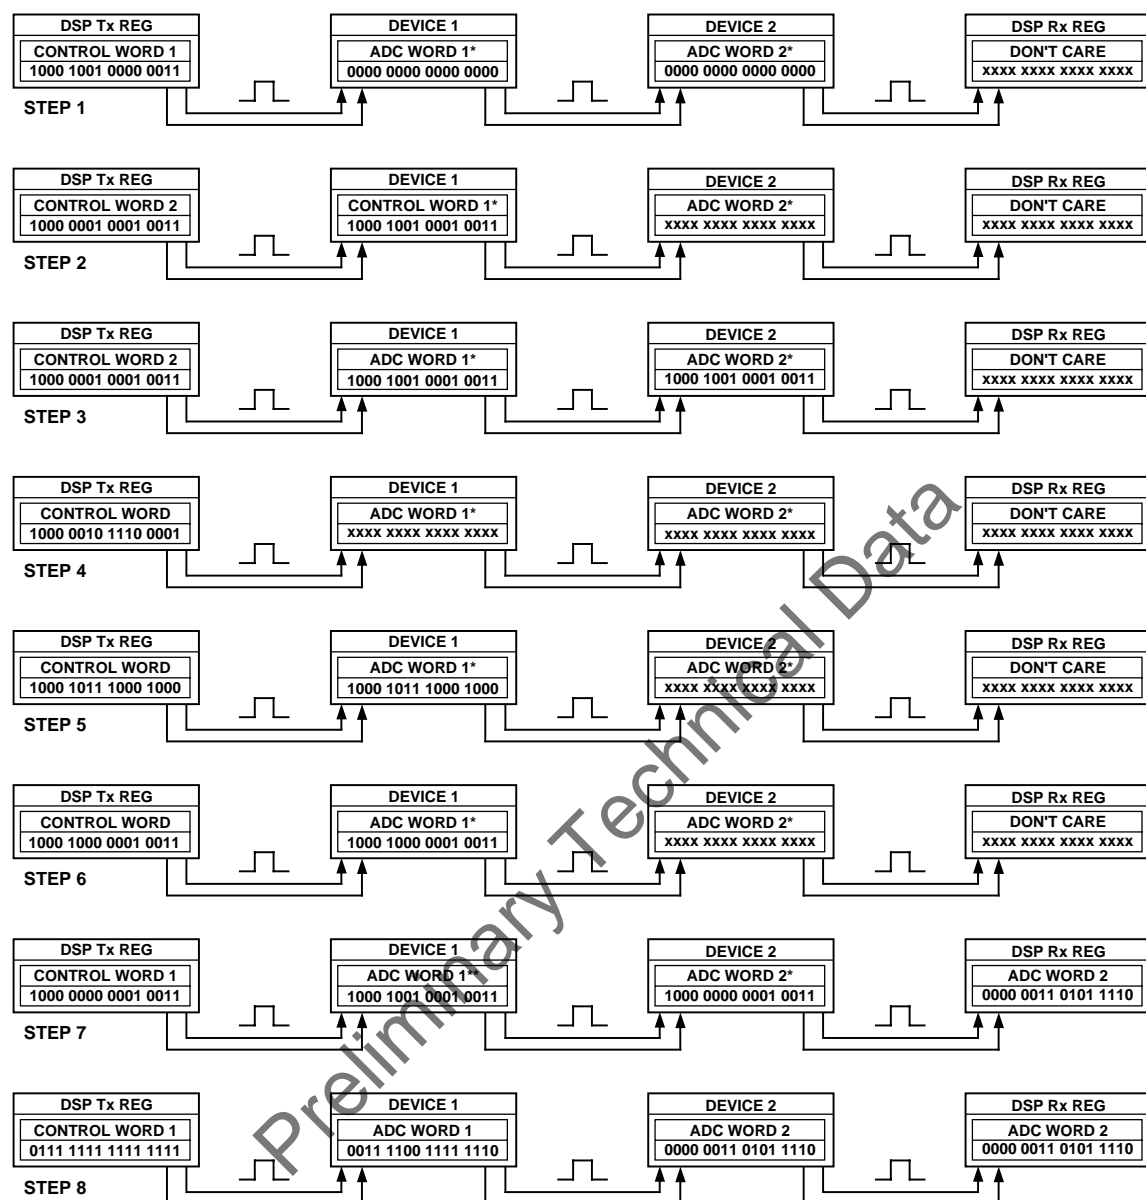 DSP Tx REG DEVICE 1 DEVICE 2 DSP Rx REG
CONTROL WORD 1 ADC WORD 1* ADC WORD 2* DON'T CARE
1000 1001 0000 0011 0000 0000 0000 0000 0000 0000 0000 0000 xxxx xxxx xxxx xxxx
STEP 1
DSP Tx REG DEVICE 1 DEVICE 2 DSP Rx REG
CONTROL WORD 2 CONTROL WORD 1* ADC WORD 2* DON'T CARE
1000 0001 0001 0011 1000 1001 0001 0011 xxxx xxxx xxxx xxxx xxxx xxxx xxxx xxxx
STEP 2
DSP Tx REG DEVICE 1 DEVICE 2 DSP Rx REG
CONTROL WORD 2 ADC WORD 1* ADC WORD 2* DON'T CARE
1000 0001 0001 0011 1000 1001 0001 0011 1000 1001 0001 0011 xxxx xxxx xxxx xxxx
STEP 3
DSP Tx REG DEVICE 1 DEVICE 2 DSP Rx REG
CONTROL WORD ADC WORD 1* ADC WORD 2* DON'T CARE
1000 0010 1110 0001 xxxx xxxx xxxx xxxx xxxx xxxx xxxx xxxx xxxx xxxx xxxx xxxx
STEP 4
DSP Tx REG DEVICE 1 DEVICE 2 DSP Rx REG
CONTROL WORD ADC WORD 1* ADC WORD 2* DON'T CARE
1000 1011 1000 1000 1000 1011 1000 1000 xxxx xxxx xxxx xxxx xxxx xxxx xxxx xxxx
STEP 5
DSP Tx REG DEVICE 1 DEVICE 2 DSP Rx REG
CONTROL WORD ADC WORD 1* ADC WORD 2* DON'T CARE
1000 1000 0001 0011 1000 1000 0001 0011 xxxx xxxx xxxx xxxx xxxx xxxx xxxx xxxx
STEP 6
DSP Tx REG DEVICE 1 DEVICE 2 DSP Rx REG
CONTROL WORD 1 ADC WORD 1** ADC WORD 2* ADC WORD 2
1000 0000 0001 0011 1000 1001 0001 0011 1000 0000 0001 0011 0000 0011 0101 1110
STEP 7
DSP Tx REG DEVICE 1 DEVICE 2 DSP Rx REG
CONTROL WORD 1 ADC WORD 1 ADC WORD 2 ADC WORD 2
0111 1111 1111 1111 0011 1100 1111 1110 0000 0011 0101 1110 0000 0011 0101 1110
STEP 8
Preliminary Technical Data